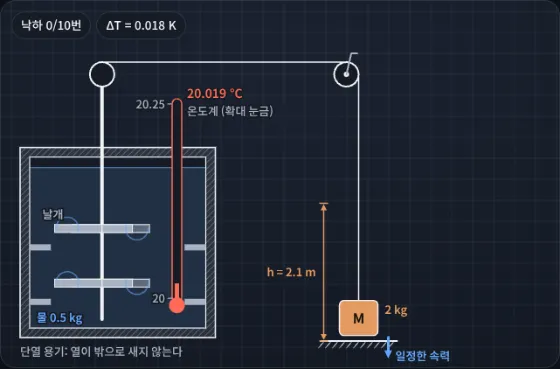 낙하 0/10번
ΔT = 0.018 K
20.019 °C
20.25
온도계 (확대 눈금)
날개
h = 2.1 m
20
M
2 kg
물 0.5 kg
단열 용기: 열이 밖으로 새지 않는다
일정한 속력